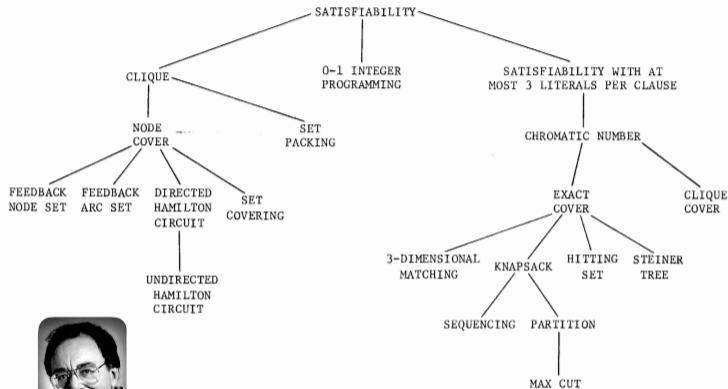 SATISFIABILITY
CLIQUE
0-1 INTEGER
PROGRAMMING
SATISFIABILITY WITH AT
MOST 3 LITERALS PER CLAUSE
NODE
COVER
SET
PACKING
CHROMATIC NUMBER
FEEDBACK
NODE SET
FEEDBACK
ARC SET
DIRECTED
HAMILTON
CIRCUIT
SET
COVERING
EXACT
COVER
CLIQUE
COVER
UNDIRECTED
HAMILTON
CIRCUIT
3-DIMENSIONAL
MATCHING
KNAPSACK
HITTING
SET
STEINER
TREE
SEQUENCING
PARTITION
MAX CUT